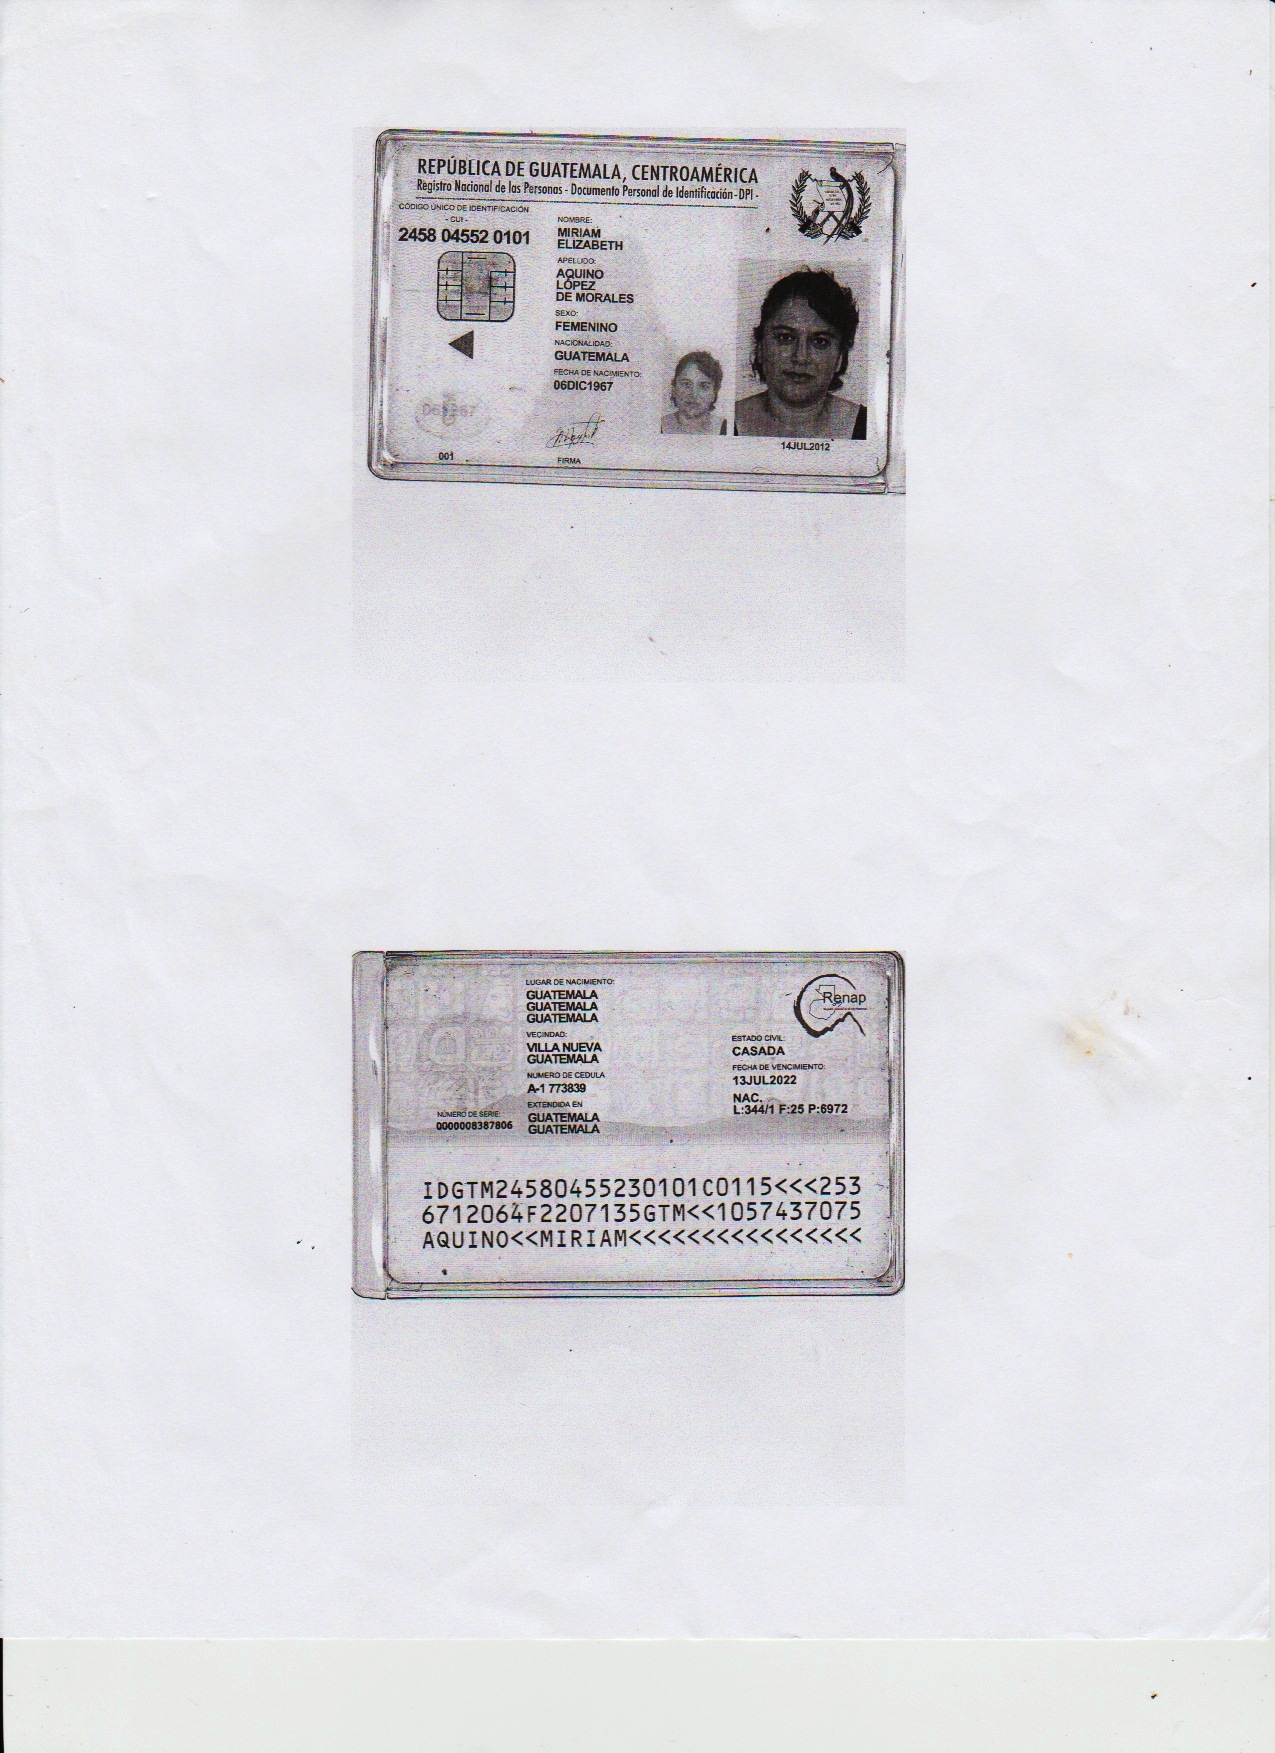 REPÚBLICA DE GUATEMALA, CENTROAMÉRICA
Registro Nacional de las Personas - Documento Personal de Identificación -DPI -
CÓDIGO ÚNICO DE IDENTIFICACIÓN
- CUI -
2458 04552 0101
NOMBRE:
MIRIAM
ELIZABETH
APELLIDO:
AQUINO
LÓPEZ
DE MORALES
SEXO:
FEMENINO
NACIONALIDAD:
GUATEMALA
FECHA DE NACIMIENTO:
06DIC1967
14JUL2012
001
FIRMA
LUGAR DE NACIMIENTO:
GUATEMALA
GUATEMALA
GUATEMALA
VECINDAD:
VILLA NUEVA
GUATEMALA
NUMERO DE CEDULA
A-1 773839
EXTENDIDA EN
GUATEMALA
GUATEMALA
NÚMERO DE SERIE:
0000008387806
Renap
ESTADO CIVIL:
CASADA
FECHA DE VENCIMIENTO:
13JUL2022
NAC.
L:344/1 F:25 P:6972
IDGTM24580455230101C0115<<<253
6712064F2207135GTM<<1057437075
AQUINO<<MIRIAM<<<<<<<<<<<<<<<<